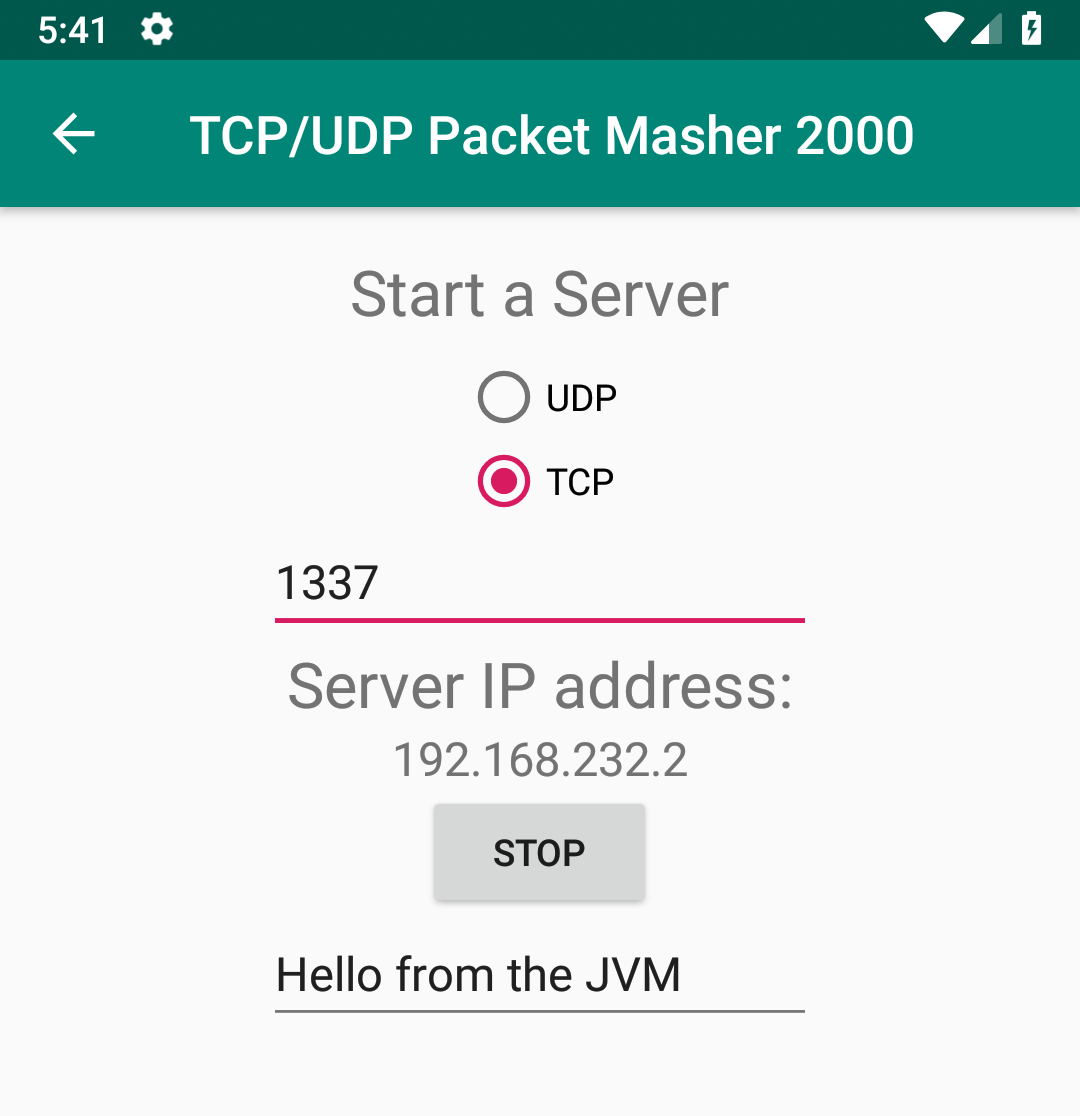 5:41
TCP/UDP Packet Masher 2000
Start a Server
UDP
TCP
1337
Server IP address:
192.168.232.2
STOP
Hello from the JVM